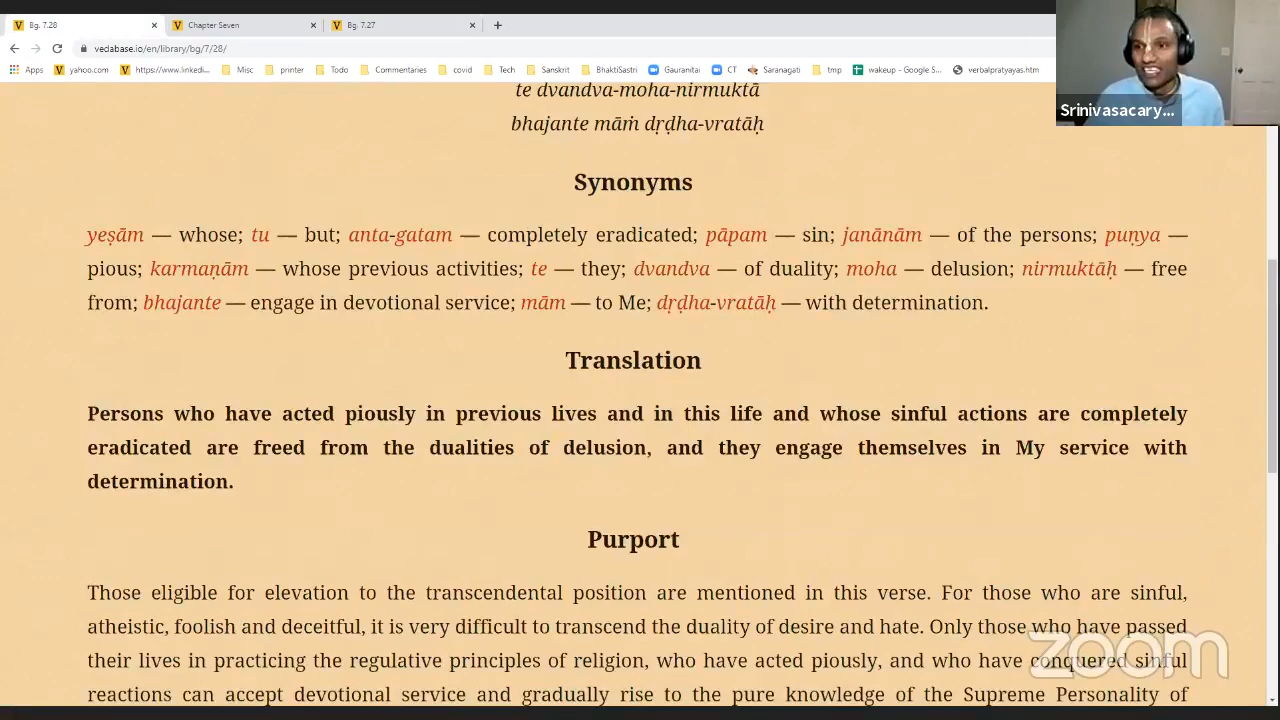 Bg. 7.28
Chapter Seven
Bg. 7.27
vedabase.io/en/library/bg/7/28/
Apps yahoo.com https://www.linkedi... Misc printer Todo Commentaries covid Tech Sanskrit BhaktiSastri Gauranitai CT Saranagati tmp wakeup - Google S... verbalpratyayas.htm
Srinivasacary...
te dvandva-moha-nirmuktā
bhajante māṁ dṛḍha-vratāḥ
Synonyms
yeṣām — whose; tu — but; anta-gatam — completely eradicated; pāpam — sin; janānām — of the persons; puṇya —
pious; karmaṇām — whose previous activities; te — they; dvandva — of duality; moha — delusion; nirmuktāḥ — free
from; bhajante — engage in devotional service; mām — to Me; dṛḍha-vratāḥ — with determination.
Translation
Persons who have acted piously in previous lives and in this life and whose sinful actions are completely
eradicated are freed from the dualities of delusion, and they engage themselves in My service with
determination.
Purport
Those eligible for elevation to the transcendental position are mentioned in this verse. For those who are sinful,
atheistic, foolish and deceitful, it is very difficult to transcend the duality of desire and hate. Only those who have passed
their lives in practicing the regulative principles of religion, who have acted piously, and who have conquered sinful
reactions can accept devotional service and gradually rise to the pure knowledge of the Supreme Personality of
zoom